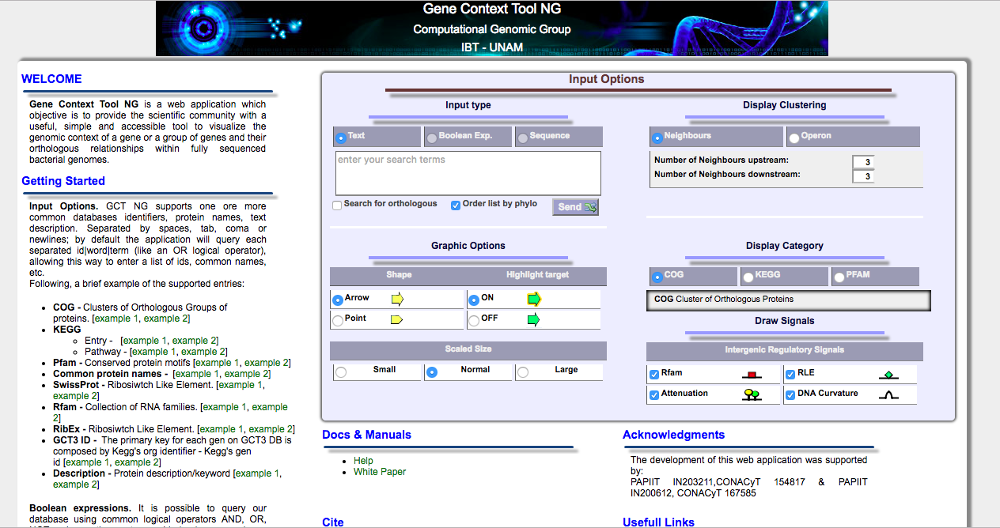 Gene Context Tool NG
Computational Genomic Group
IBT - UNAM
WELCOME
Gene Context Tool NG is a web application which
objective is to provide the scientific community with a
useful, simple and accessible tool to visualize the
genomic context of a gene or a group of genes and their
orthologous relationships within fully sequenced
bacterial genomes.
Getting Started
Input Options. GCT NG supports one ore more
common databases identifiers, protein names, text
description. Separated by spaces, tab, coma or
newlines; by default the application will query each
separated id|word|term (like an OR logical operator),
allowing this way to enter a list of ids, common names,
etc.
Following, a brief example of the supported entries:
COG - Clusters of Orthologous Groups of
proteins. [example 1, example 2]
KEGG
Entry - [example 1, example 2]
Pathway - [example 1, example 2]
Pfam - Conserved protein motifs [example 1, example 2]
Common protein names - [example 1, example 2]
SwissProt - Ribosiwtch Like Element. [example 1,
example 2]
Rfam - Collection of RNA families. [example 1, example
2]
RibEx - Ribosiwtch Like Element. [example 1, example 2]
GCT3 ID - The primary key for each gen on GCT3 DB is
composed by Kegg's org identifier - Kegg's gen
id [example 1, example 2]
Description - Protein description/keyword [example 1,
example 2]
Boolean expressions. It is possible to query our
database using common logical operators AND, OR,
Input Options
Input type
Text Boolean Exp. Sequence
enter your search terms
Search for orthologous Order list by phylo Send
Display Clustering
Neighbours Operon
Number of Neighbours upstream: 3
Number of Neighbours downstream: 3
Graphic Options
Shape Highlight target
Arrow ON
Point OFF
Scaled Size
Small Normal Large
Display Category
COG KEGG PFAM
COG Cluster of Orthologous Proteins
Draw Signals
Intergenic Regulatory Signals
Rfam RLE
Attenuation DNA Curvature
Docs & Manuals
Help
White Paper
Cite
Acknowledgments
The development of this web application was supported
by:
PAPIIT IN203211,CONACyT 154817 & PAPIIT
IN200612, CONACyT 167585
Usefull Links